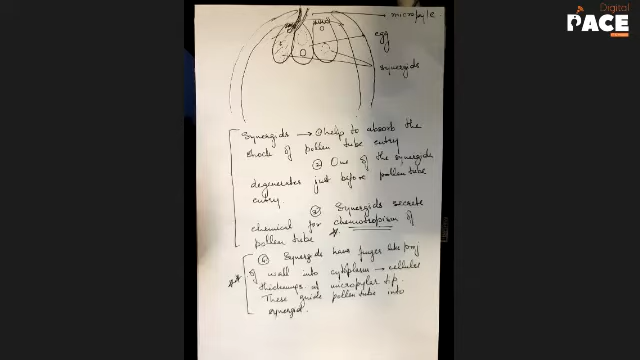 Digital
PACE
micropyle.
egg
synergids
Synergids → ① help to absorb the
shock of pollen tube entry
② One of the synergids
degenerates just before pollen tube
entry
③ Synergids secrete
chemical for chemotropism of
pollen tube
④ Synergids have finger like proj
of wall into cytoplasm → cellular
thickenings at micropylar tip.
These guide pollen tube into
synergid.